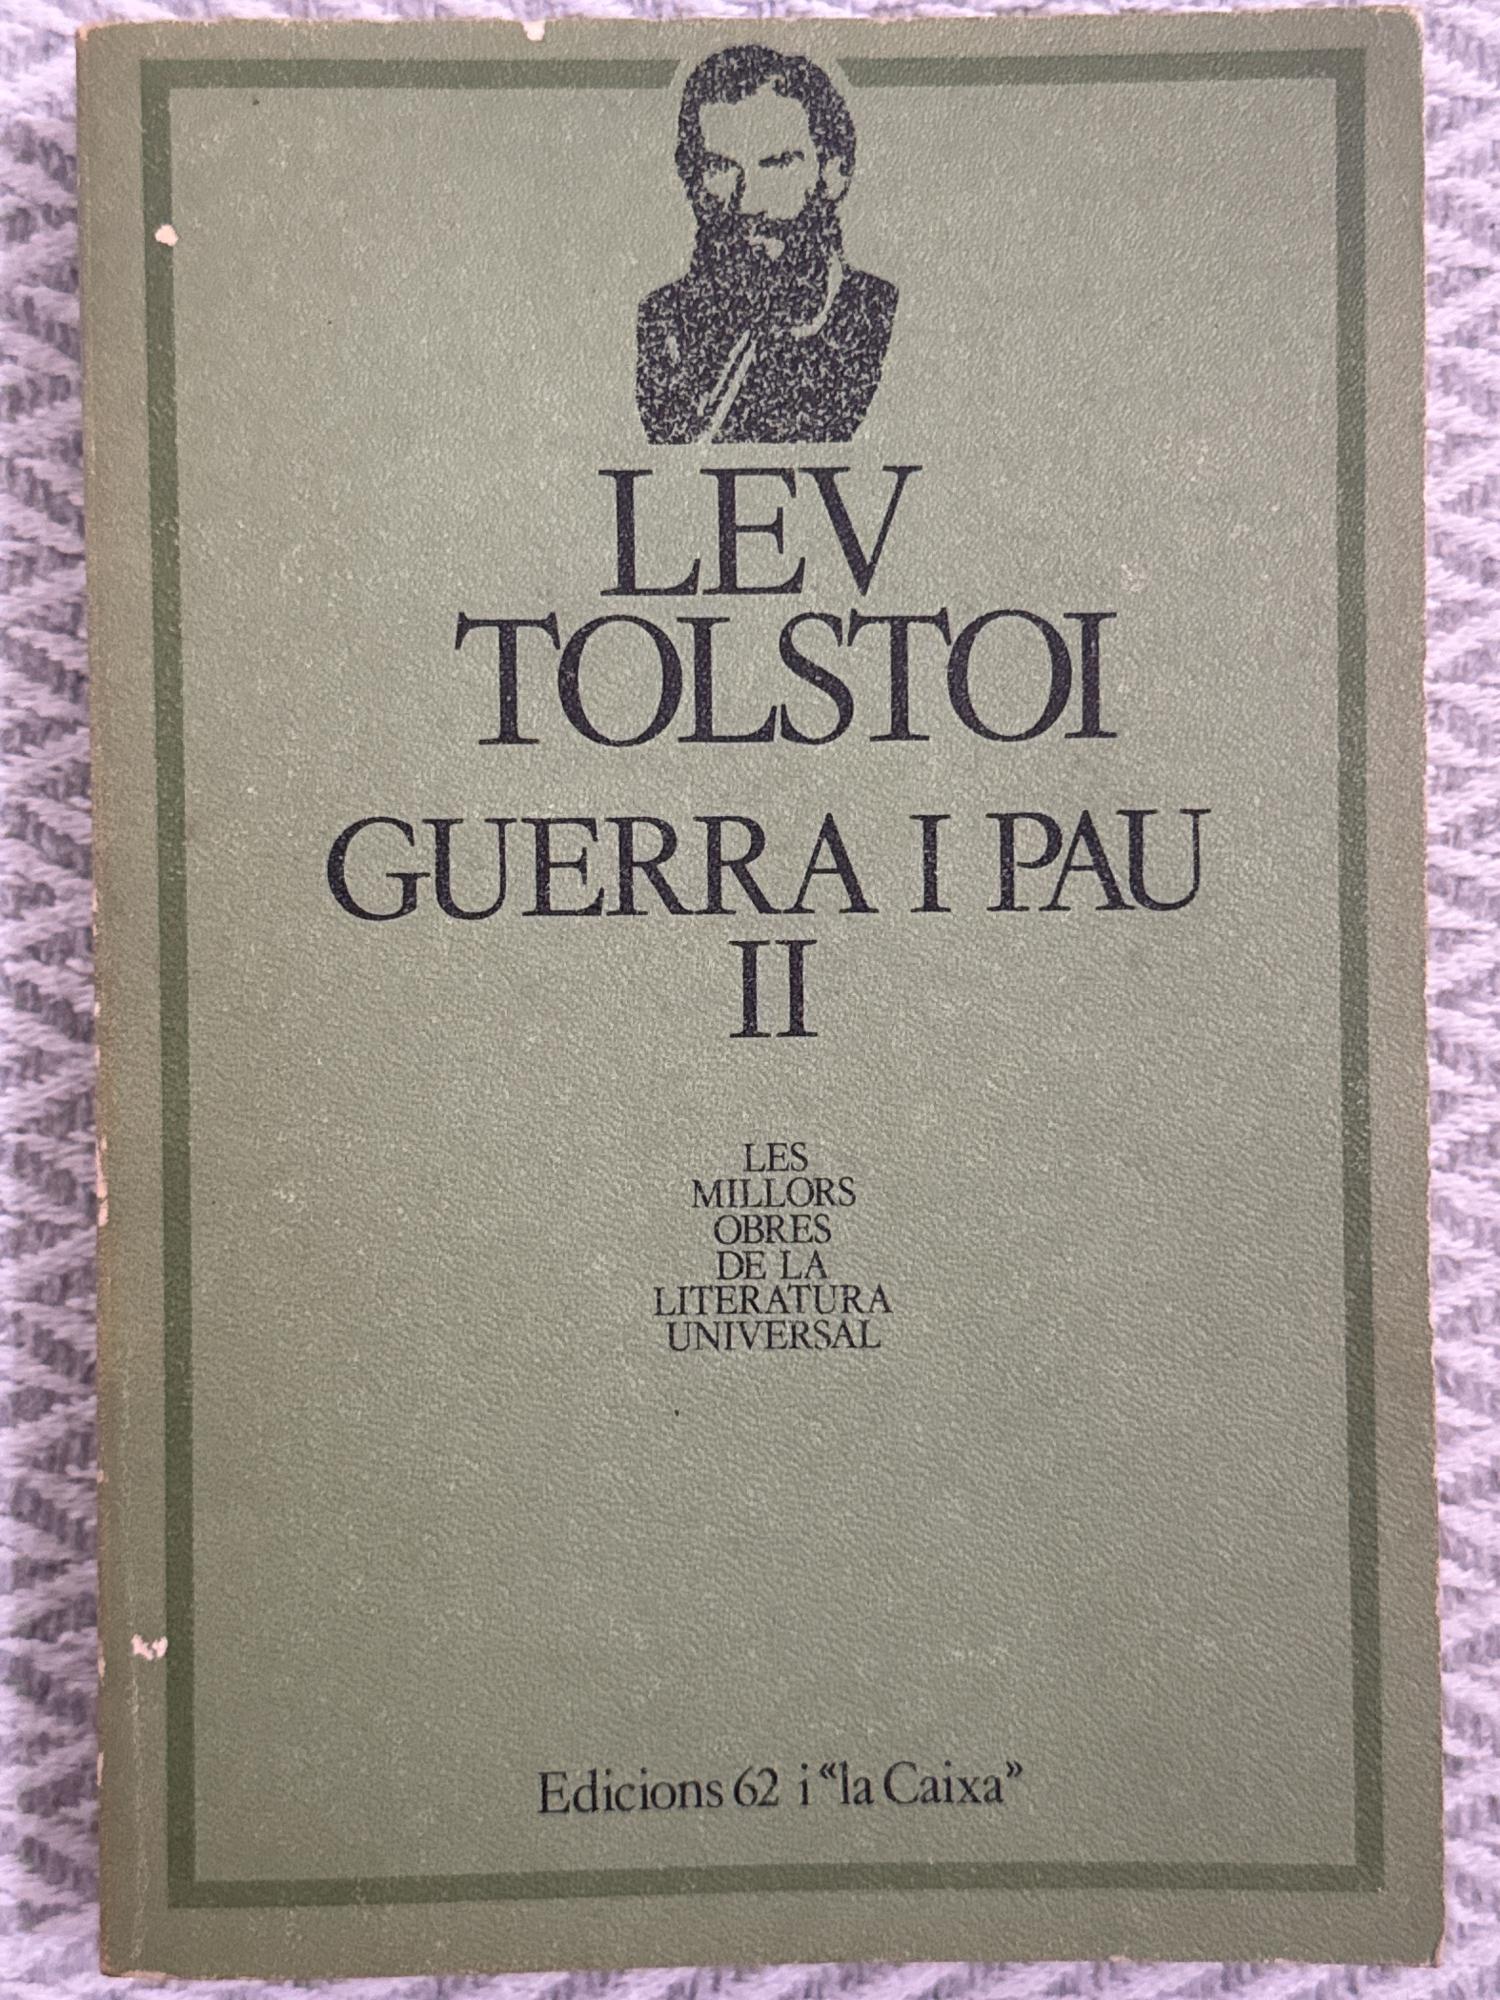 LEV
TOLSTOI
GUERRA I PAU
II
LES
MILLORS
OBRES
DE LA
LITERATURA
UNIVERSAL
Edicions 62 i “la Caixa”